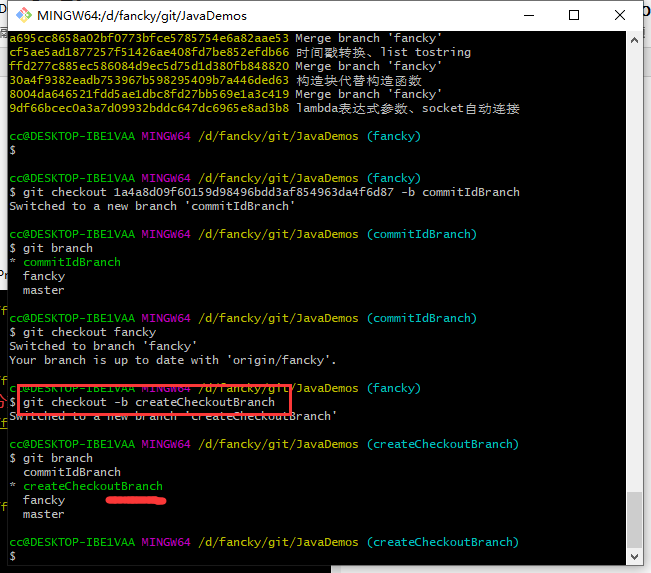 MINGW64:/d/fancky/git/JavaDemos
a695cc8658a02bf0773bfce5785754e6a82aae53 Merge branch 'fancky'
cf5ae5ad1877257f51426ae408fd7be852efdb66 时间戳转换、list tostring
ffd277c885ec586084d9ec5d75d1d380fb848820 Merge branch 'fancky'
30a4f9382eadb753967b598295409b7a446ded63 构造块代替构造函数
8004da646521fdd5ae1dbc8fd27bb569e1a3c419 Merge branch 'fancky'
9df66bcec0a3a7d09932bddc647dc6965e8ad3b8 lambda表达式参数、socket自动连接
cc@DESKTOP-IBE1VAA MINGW64 /d/fancky/git/JavaDemos (fancky)
$
cc@DESKTOP-IBE1VAA MINGW64 /d/fancky/git/JavaDemos (fancky)
$ git checkout 1a4a8d09f60159d98496bdd3af854963da4f6d87 -b commitIdBranch
Switched to a new branch 'commitIdBranch'
cc@DESKTOP-IBE1VAA MINGW64 /d/fancky/git/JavaDemos (commitIdBranch)
$ git branch
* commitIdBranch
fancky
master
cc@DESKTOP-IBE1VAA MINGW64 /d/fancky/git/JavaDemos (commitIdBranch)
$ git checkout fancky
Switched to branch 'fancky'
Your branch is up to date with 'origin/fancky'.
cc@DESKTOP-IBE1VAA MINGW64 /d/fancky/git/JavaDemos (fancky)
$ git checkout -b createCheckoutBranch
Switched to a new branch 'createCheckoutBranch'
cc@DESKTOP-IBE1VAA MINGW64 /d/fancky/git/JavaDemos (createCheckoutBranch)
$ git branch
commitIdBranch
* createCheckoutBranch
fancky
master
cc@DESKTOP-IBE1VAA MINGW64 /d/fancky/git/JavaDemos (createCheckoutBranch)
$